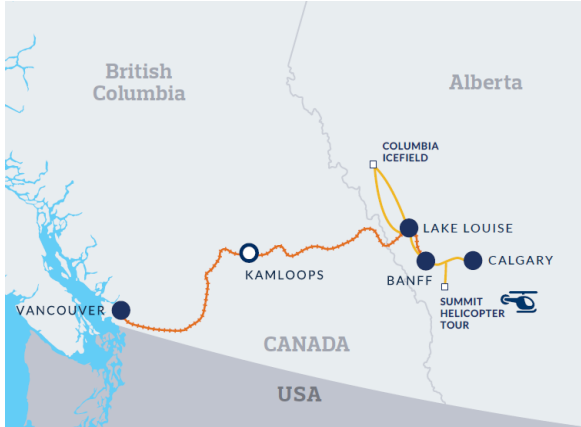 British
Columbia
Alberta
COLUMBIA
ICEFIELD
LAKE LOUISE
KAMLOOPS
BANFF
CALGARY
VANCOUVER
SUMMIT
HELICOPTER
TOUR
CANADA
USA